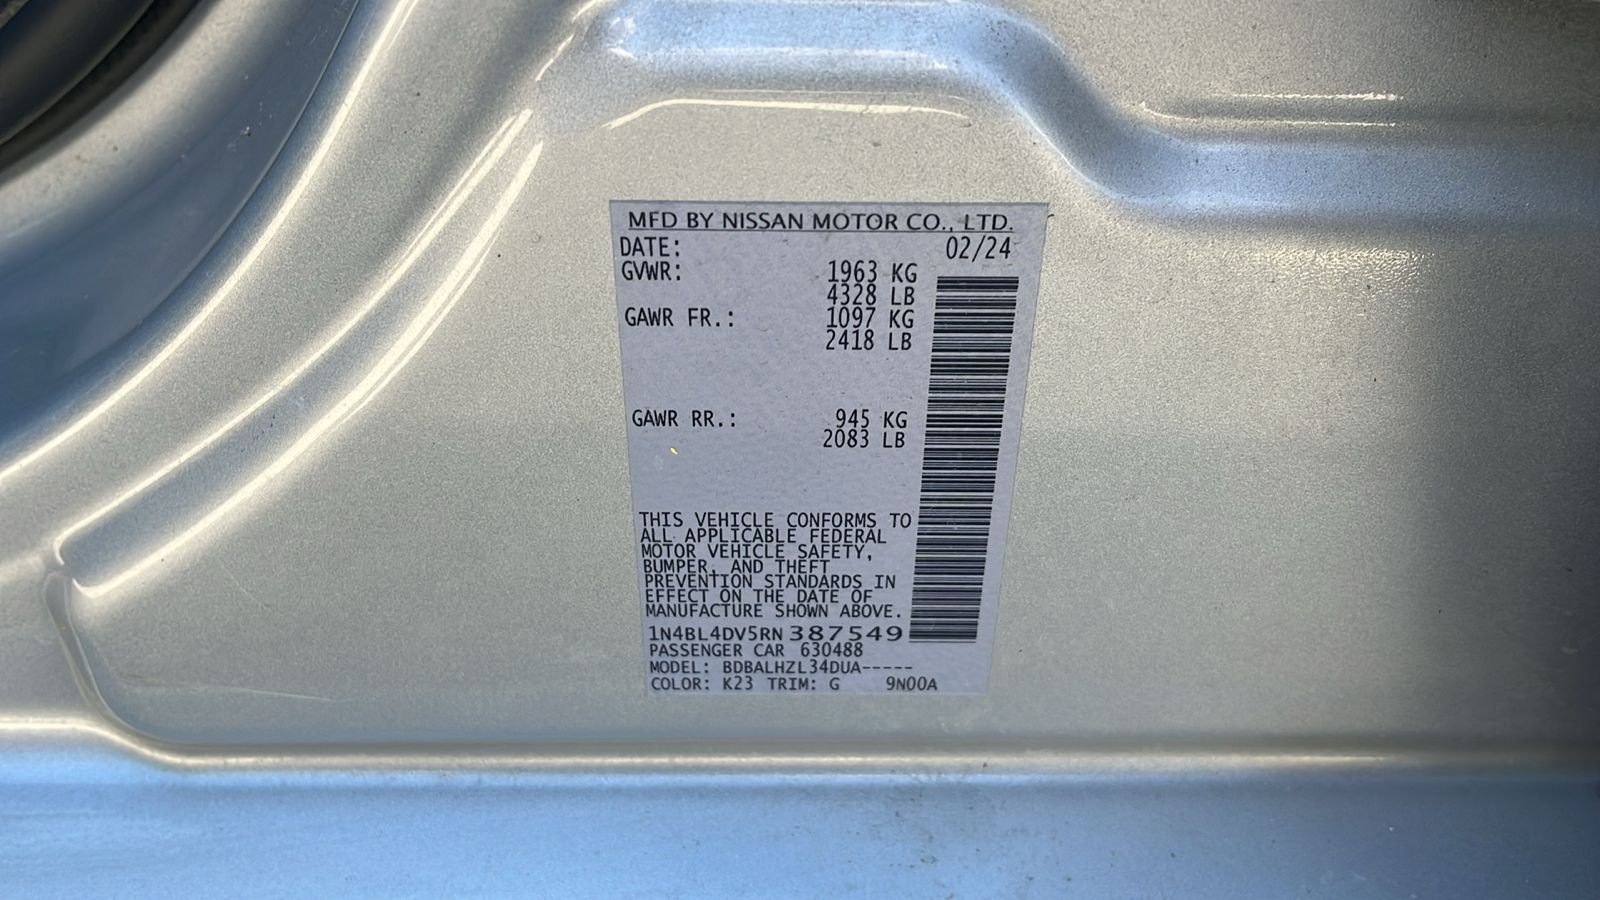 MFD BY NISSAN MOTOR CO., LTD.
DATE: 02/24
GVWR: 1963 KG
4328 LB
GAWR FR.: 1097 KG
2418 LB
GAWR RR.: 945 KG
2083 LB
THIS VEHICLE CONFORMS TO
ALL APPLICABLE FEDERAL
MOTOR VEHICLE SAFETY,
BUMPER, AND THEFT
PREVENTION STANDARDS IN
EFFECT ON THE DATE OF
MANUFACTURE SHOWN ABOVE.
1N4BL4DV5RN387549
PASSENGER CAR 630488
MODEL: BDBALHZL34DUA-----
COLOR: K23 TRIM: G 9N00A